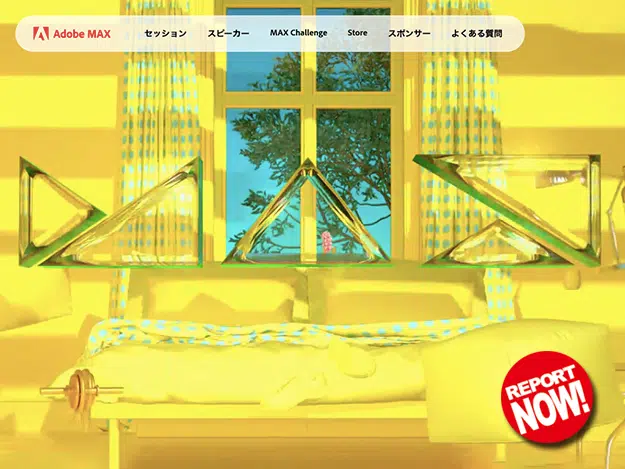 Adobe MAX
セッション
スピーカー
MAX Challenge
Store
スポンサー
よくある質問
REPORT
NOW!